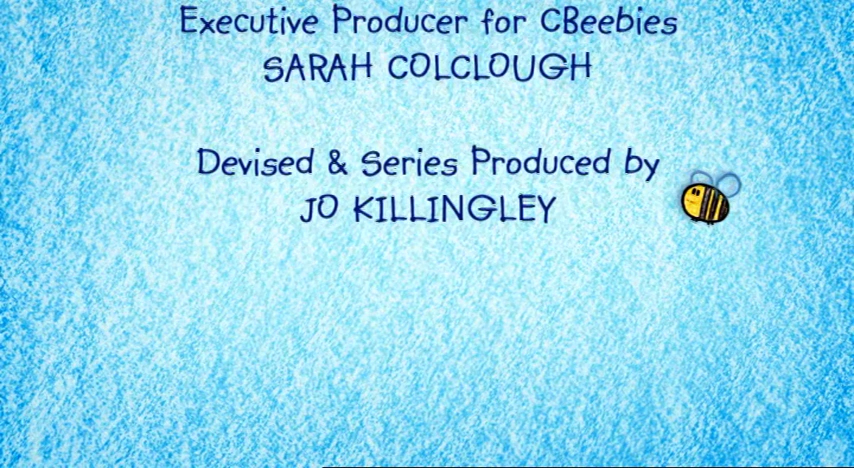 Executive Producer for CBeebies
SARAH COLCLOUGH
Devised & Series Produced by
JO KILLINGLEY